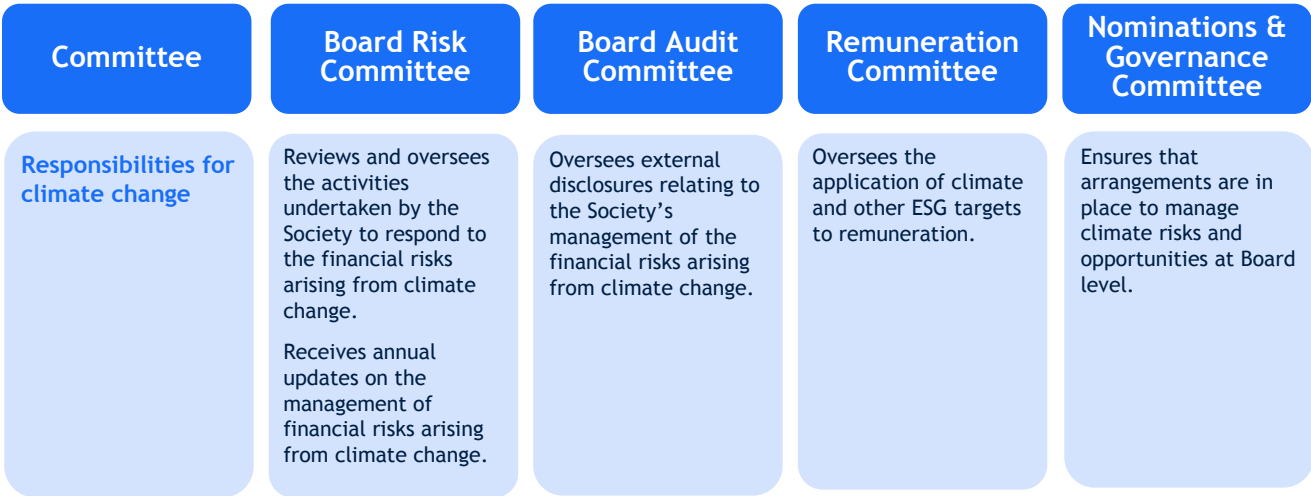 Committee
Board Risk
Committee
Board Audit
Committee
Remuneration
Committee
Nominations &
Governance
Committee
Responsibilities for
climate change
Reviews and oversees
the activities
undertaken by the
Society to respond to
the financial risks
arising from climate
change.
Receives annual
updates on the
management of
financial risks arising
from climate change.
Oversees external
disclosures relating to
the Society’s
management of the
financial risks arising
from climate change.
Oversees the
application of climate
and other ESG targets
to remuneration.
Ensures that
arrangements are in
place to manage
climate risks and
opportunities at Board
level.